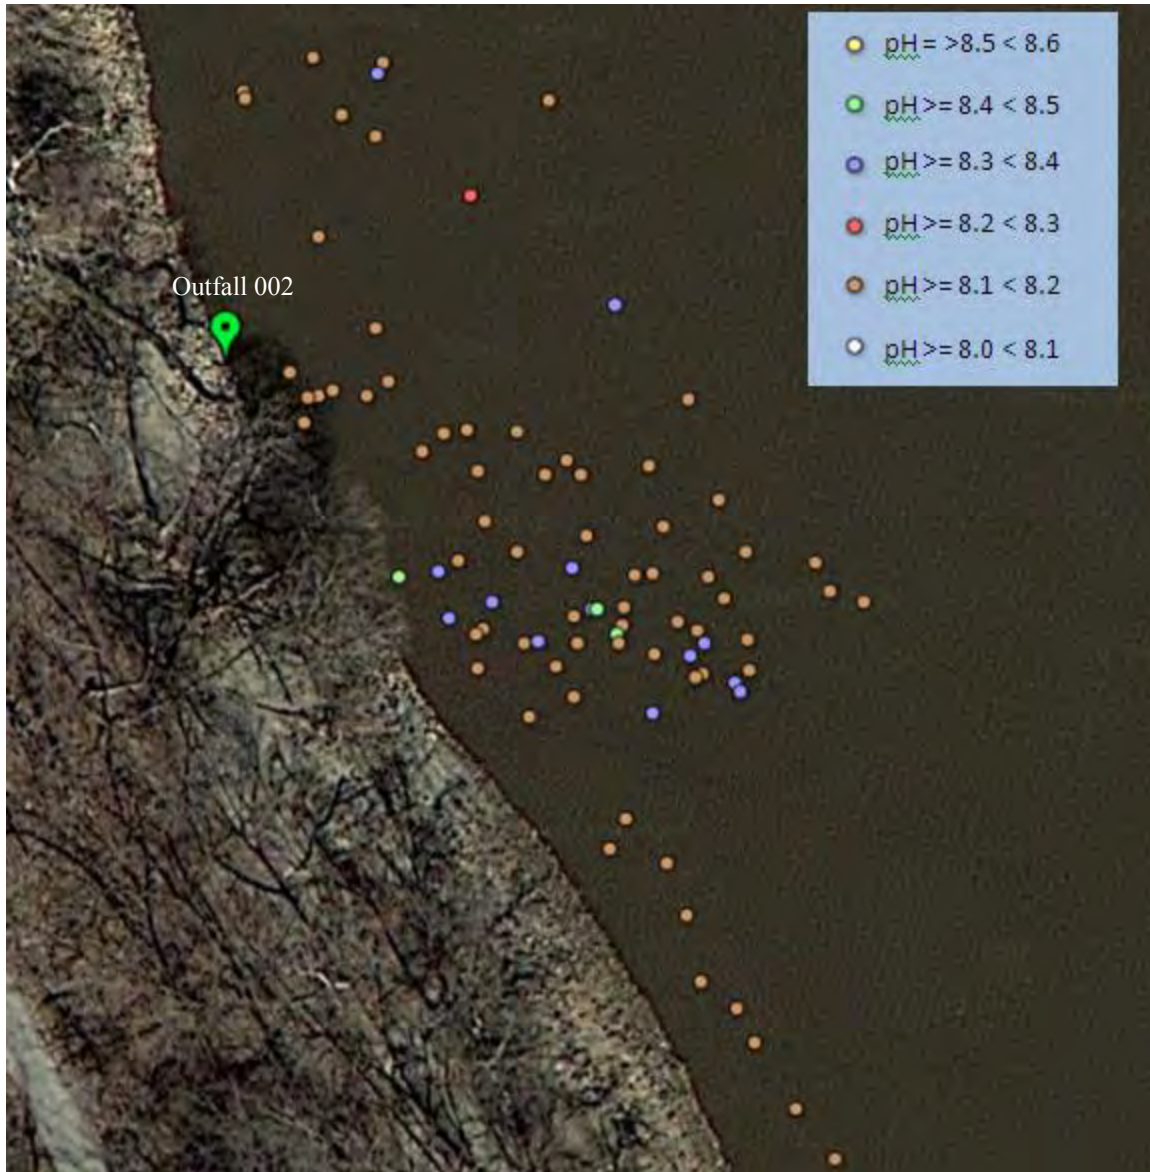 pH = >8.5 < 8.6
pH >= 8.4 < 8.5
pH >= 8.3 < 8.4
pH >= 8.2 < 8.3
pH >= 8.1 < 8.2
pH >= 8.0 < 8.1
Outfall 002